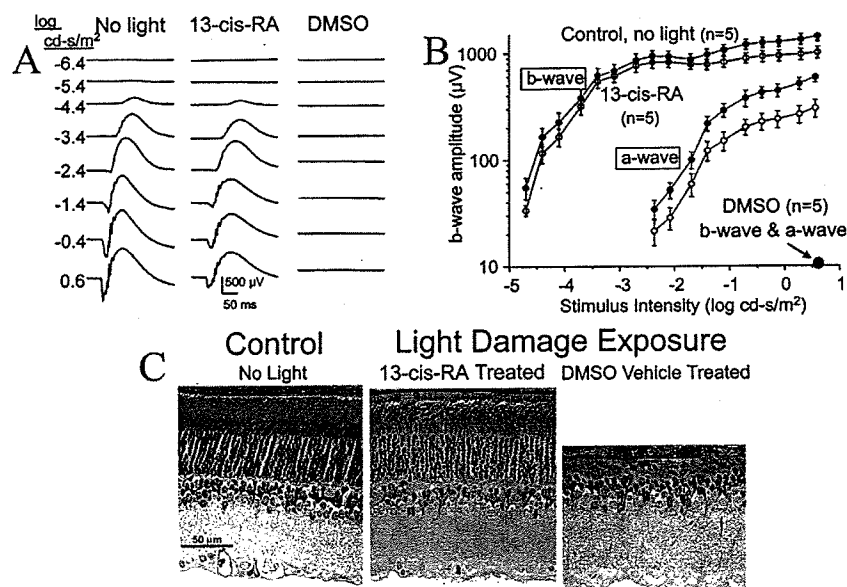 A
log
cd-s/m²
No light 13-cis-RA DMSO
-6.4
-5.4
-4.4
-3.4
-2.4
-1.4
-0.4
0.6
500 µV
50 ms
B
b-wave amplitude (µV)
1000
100
10
Control, no light (n=5)
b-wave
13-cis-RA
(n=5)
a-wave
DMSO (n=5)
b-wave & a-wave
-5 -4 -3 -2 -1 0 1
Stimulus Intensity (log cd-s/m²)
C
Control
No Light
Light Damage Exposure
13-cis-RA Treated DMSO Vehicle Treated
50 µm